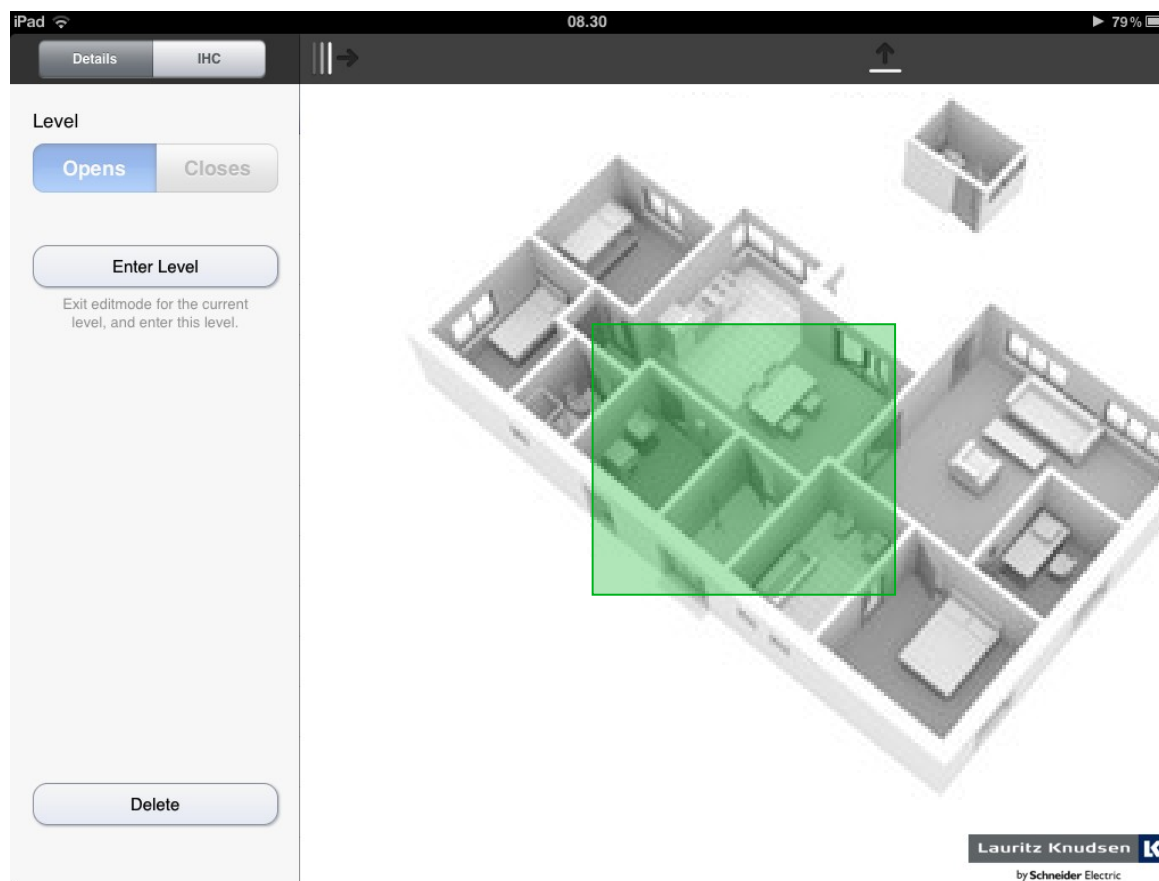 iPad
08.30
79%
Details
IHC
Level
Opens
Closes
Enter Level
Exit editmode for the current
level, and enter this level.
Delete
Lauritz Knudsen
by Schneider Electric